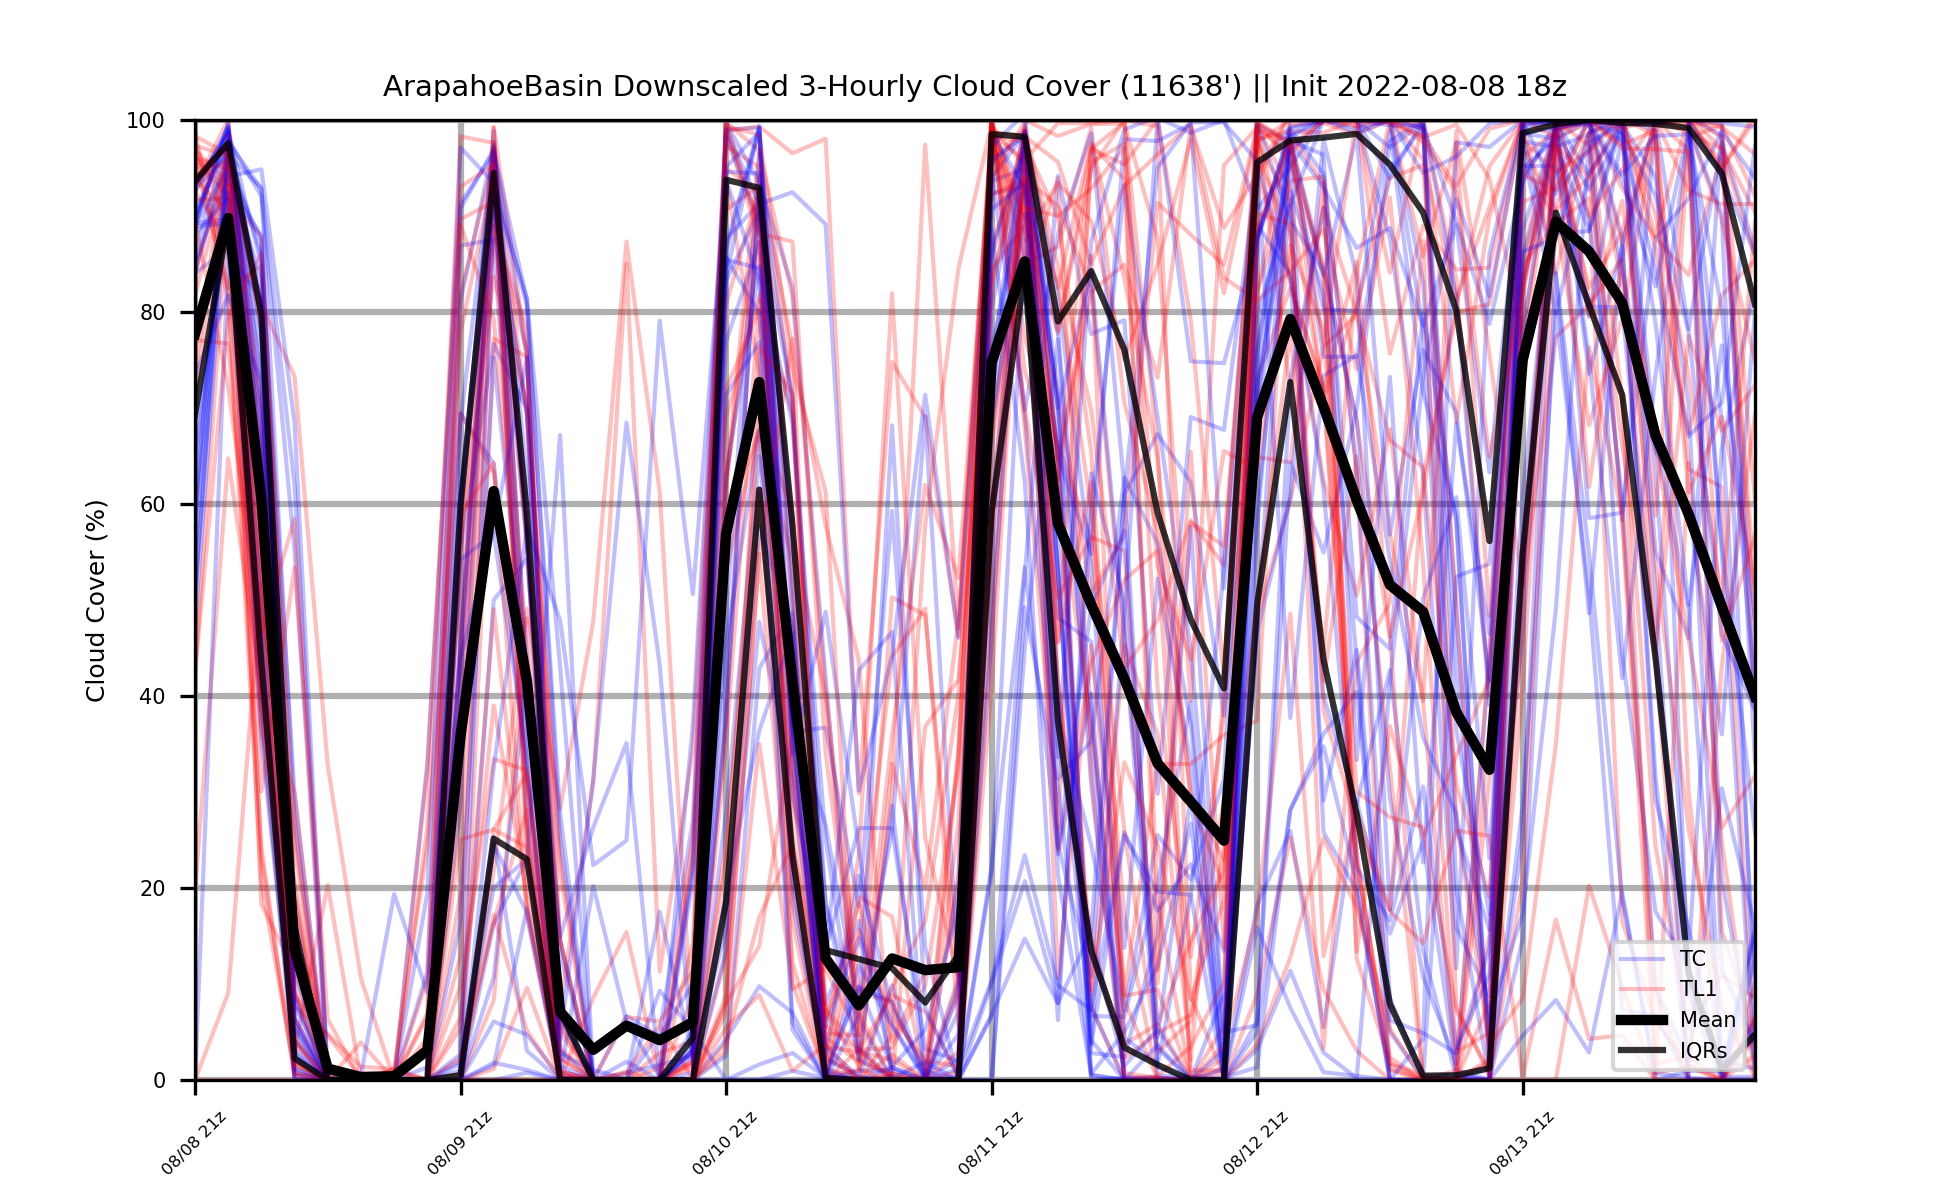 ArapahoeBasin Downscaled 3-Hourly Cloud Cover (11638') || Init 2022-08-08 18z
Cloud Cover (%)
100
80
60
40
20
0
TC
TL1
Mean
IQRs
08/08 21z
08/09 21z
08/10 21z
08/11 21z
08/12 21z
08/13 21z